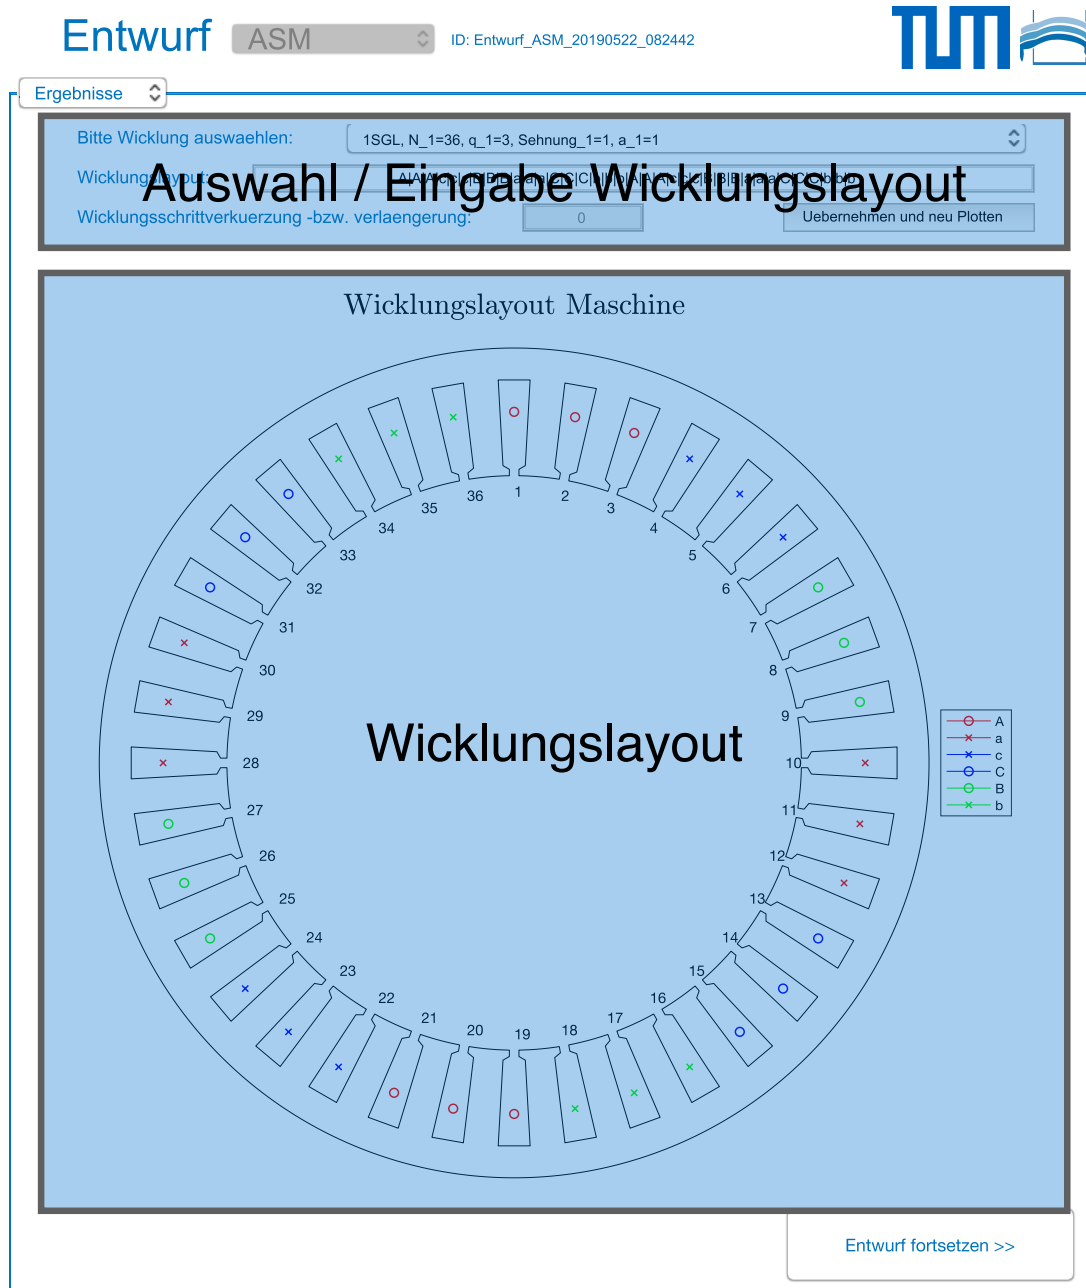 Entwurf ASM ID: Entwurf_ASM_20190522_082442
TUM
Ergebnisse
Bitte Wicklung auswaehlen: 1SGL, N_1=36, q_1=3, Sehnung_1=1, a_1=1
Wicklungslayout: A|A|A|c|c|c|B|B|B|a|a|a|C|C|C|b|b|b|A|A|A|c|c|c|B|B|B|a|a|a|C|C|C|b|b|b
Auswahl / Eingabe Wicklungslayout
Wicklungsschrittverkuerzung -bzw. verlaengerung: 0 Uebernehmen und neu Plotten
Wicklungslayout Maschine
1
2
3
4
5
6
7
8
9
10
11
12
13
14
15
16
17
18
19
20
21
22
23
24
25
26
27
28
29
30
31
32
33
34
35
36
Wicklungslayout
A
a
c
C
B
b
Entwurf fortsetzen >>